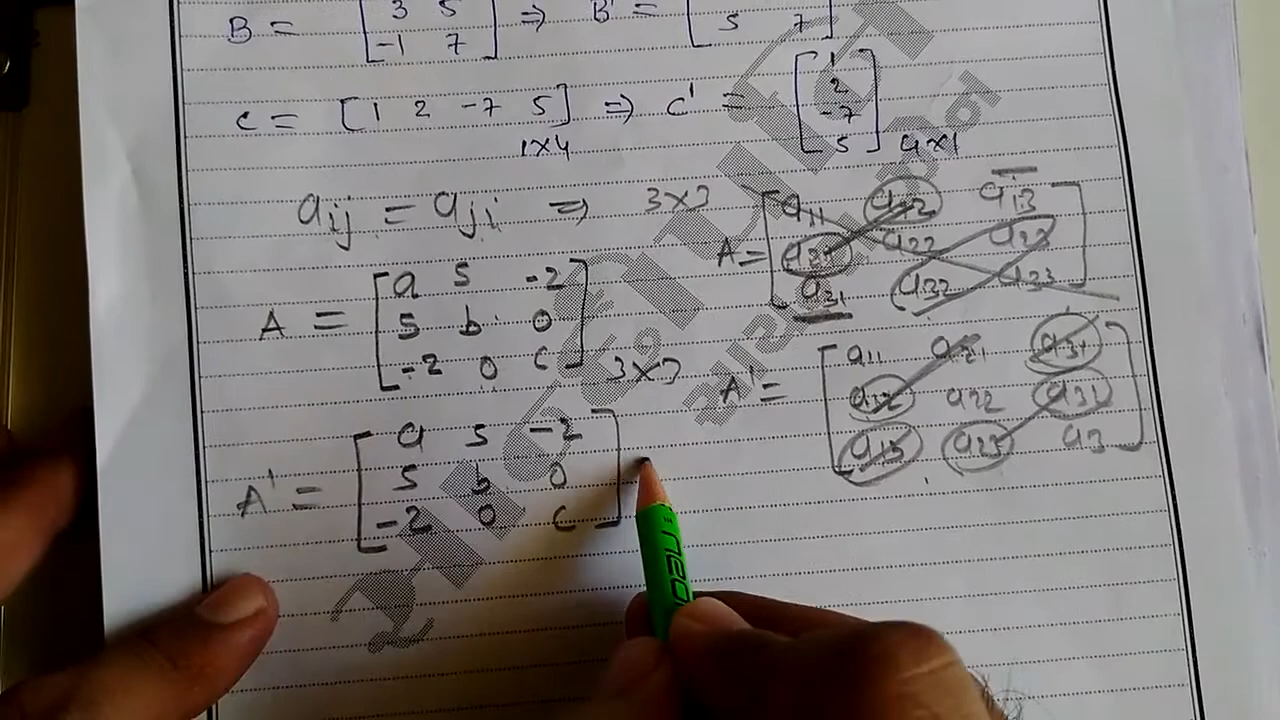 B = [ 3 5 ⇒ B' = [
-1 7 ] 5 7 ]
C = [ 1 2 -7 5 ] ⇒ C' = [ 1
2
-7
5 ] 4×1
1×4
aij = aji ⇒ 3×3
A = [ a11 a12 a13
a21 a22 a23
a31 a32 a33 ]
A = [ a 5 -2
5 b 0
-2 0 c ] 3×3
A' = [ a11 a21 a31
a12 a22 a32
a13 a23 a3 ]
A' = [ a 5 -2
5 b 0
-2 0 c ]
neo